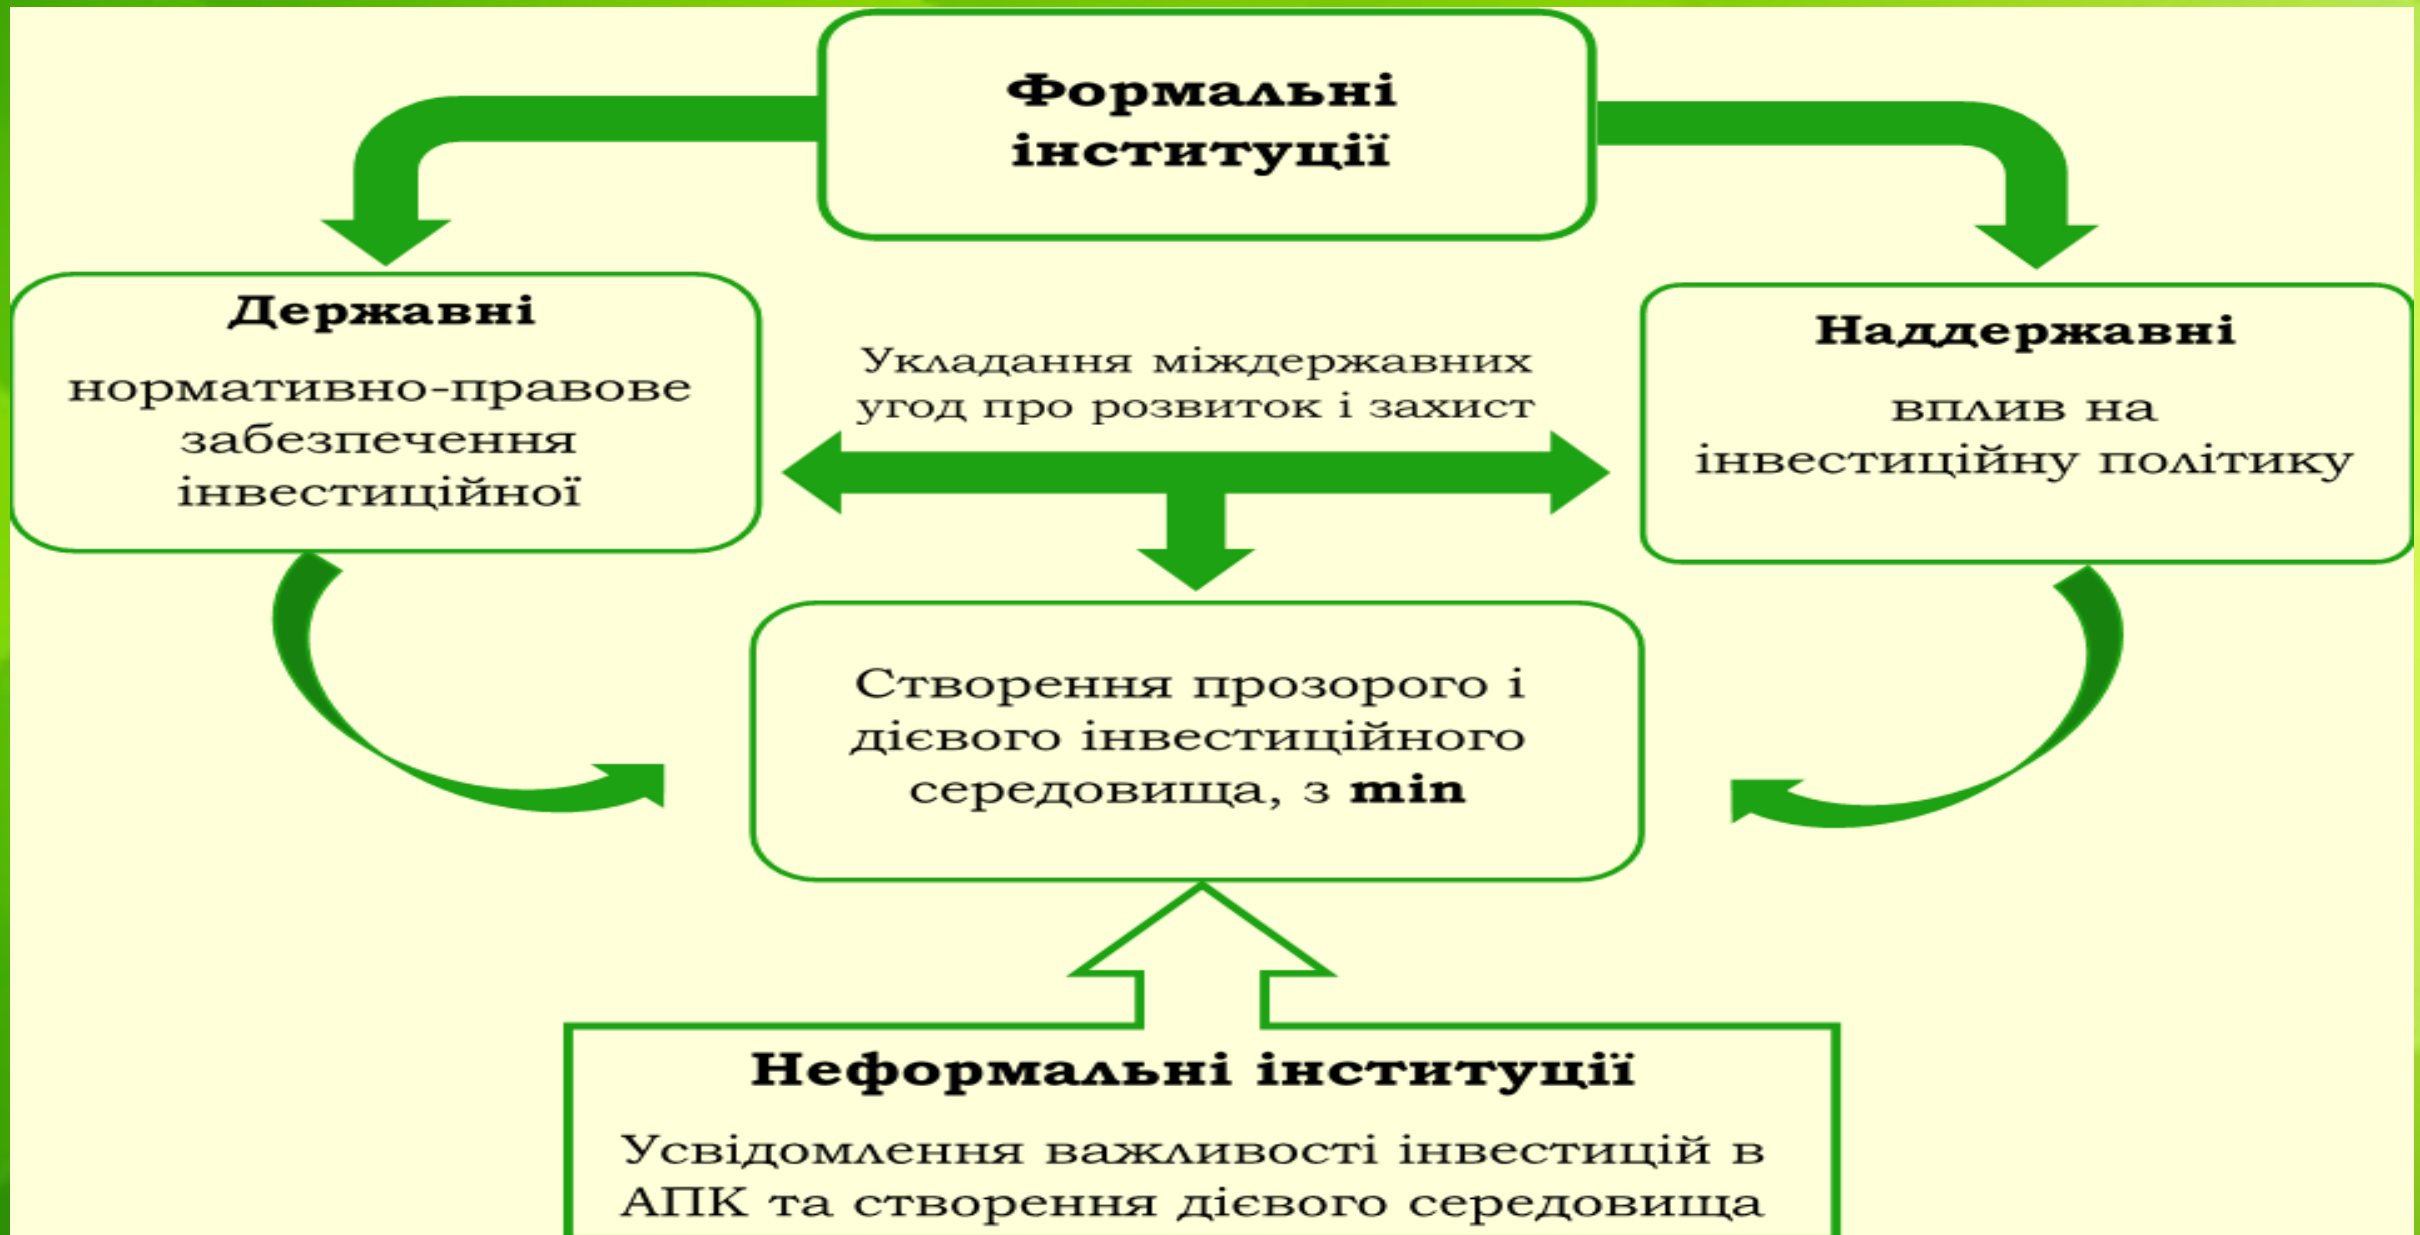 Формальні
інституції
Державні
нормативно-правове
забезпечення
інвестиційної
Укладання міждержавних
угод про розвиток і захист
Наддержавні
вплив на
інвестиційну політику
Створення прозорого і
дієвого інвестиційного
середовища, з min
Неформальні інституції
Усвідомлення важливості інвестицій в
АПК та створення дієвого середовища